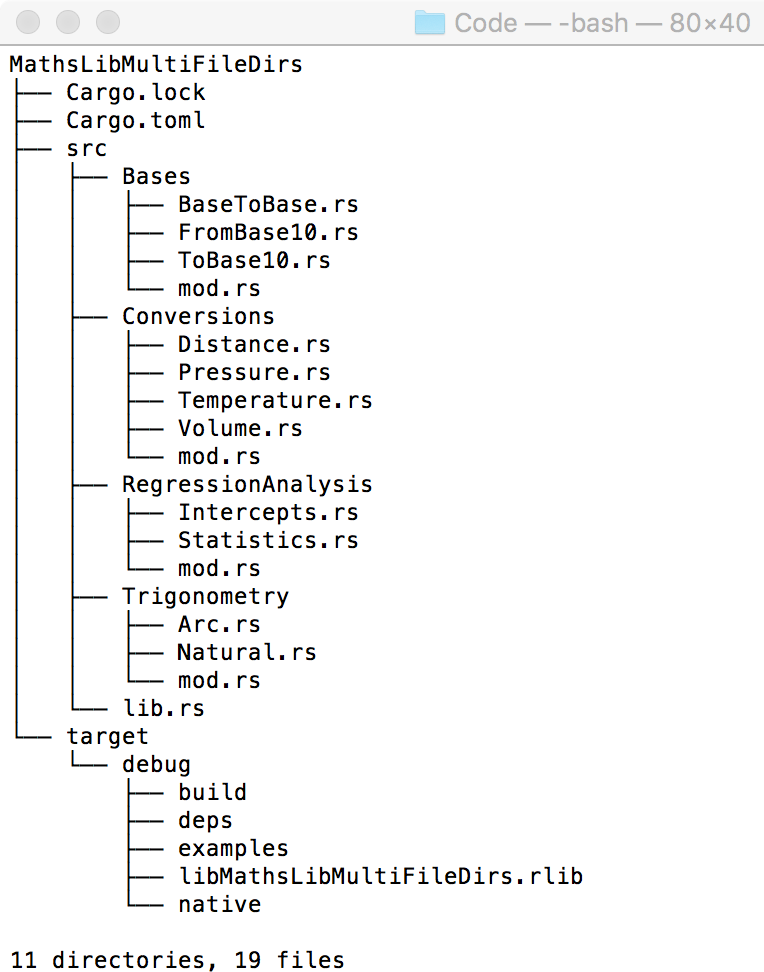 Code — -bash — 80×40
MathsLibMultiFileDirs
├── Cargo.lock
├── Cargo.toml
├── src
│   ├── Bases
│   │   ├── BaseToBase.rs
│   │   ├── FromBase10.rs
│   │   ├── ToBase10.rs
│   │   └── mod.rs
│   ├── Conversions
│   │   ├── Distance.rs
│   │   ├── Pressure.rs
│   │   ├── Temperature.rs
│   │   ├── Volume.rs
│   │   └── mod.rs
│   ├── RegressionAnalysis
│   │   ├── Intercepts.rs
│   │   ├── Statistics.rs
│   │   └── mod.rs
│   ├── Trigonometry
│   │   ├── Arc.rs
│   │   ├── Natural.rs
│   │   └── mod.rs
│   └── lib.rs
└── target
    └── debug
        ├── build
        ├── deps
        ├── examples
        ├── libMathsLibMultiFileDirs.rlib
        └── native
11 directories, 19 files